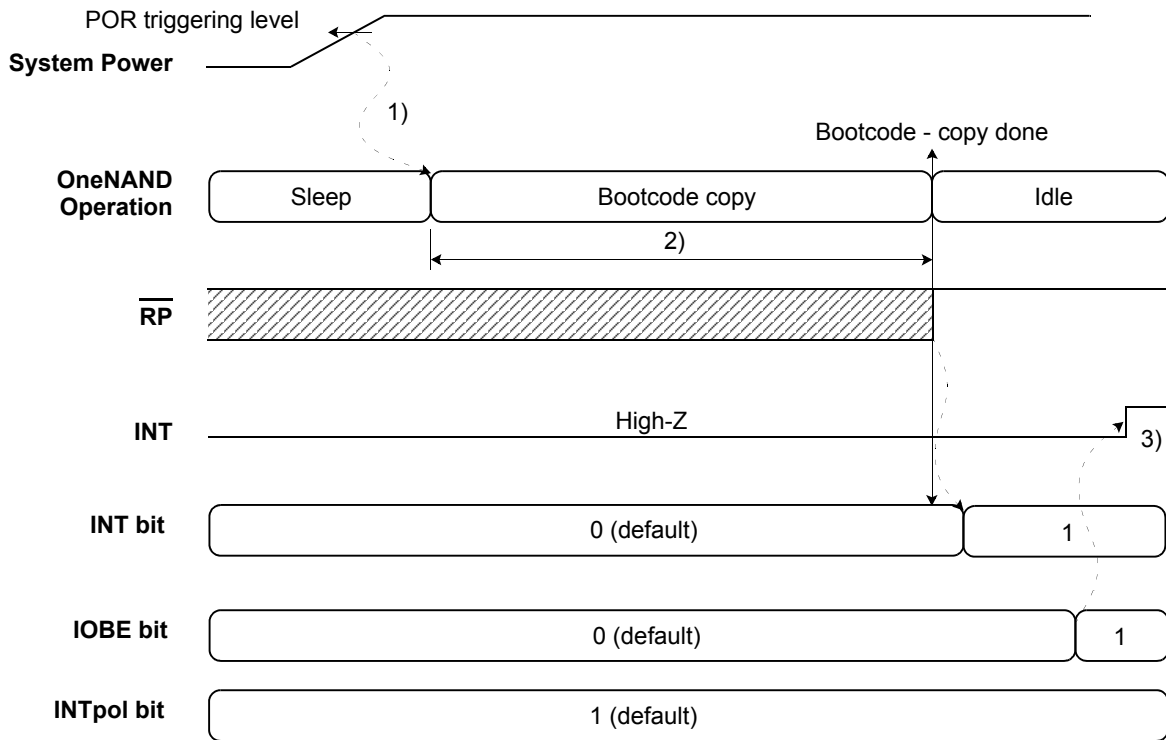 POR triggering level
System Power
1)
Bootcode - copy done
OneNAND
Operation
Sleep
Bootcode copy
Idle
2)
RP
INT
High-Z
3)
INT bit
0 (default)
1
IOBE bit
0 (default)
1
INTpol bit
1 (default)